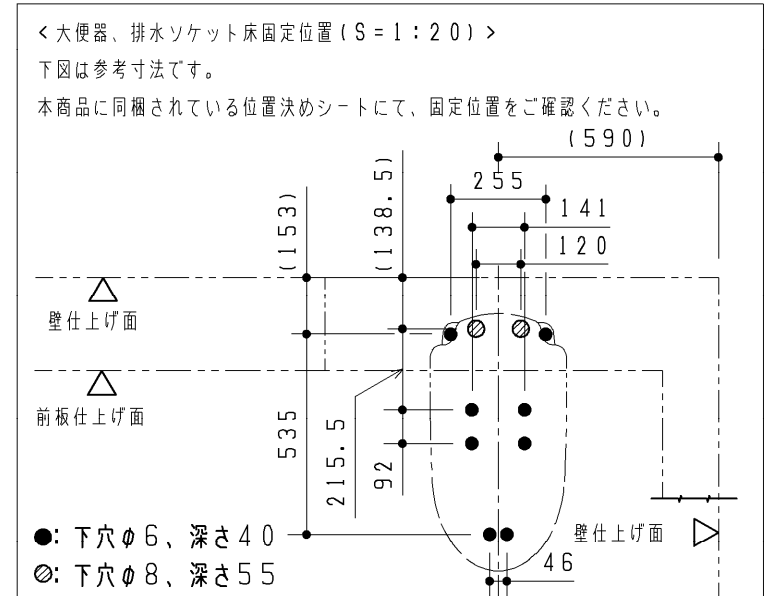 <大便器、排水ソケット床固定位置(S=1:20)>
下図は参考寸法です。
本商品に同梱されている位置決めシートにて、固定位置をご確認ください。
(590)
255
141
120
(153)
(138.5)
壁仕上げ面
前板仕上げ面
535
215.5
92
●:下穴φ6、深さ40
壁仕上げ面
46
◍:下穴φ8、深さ55